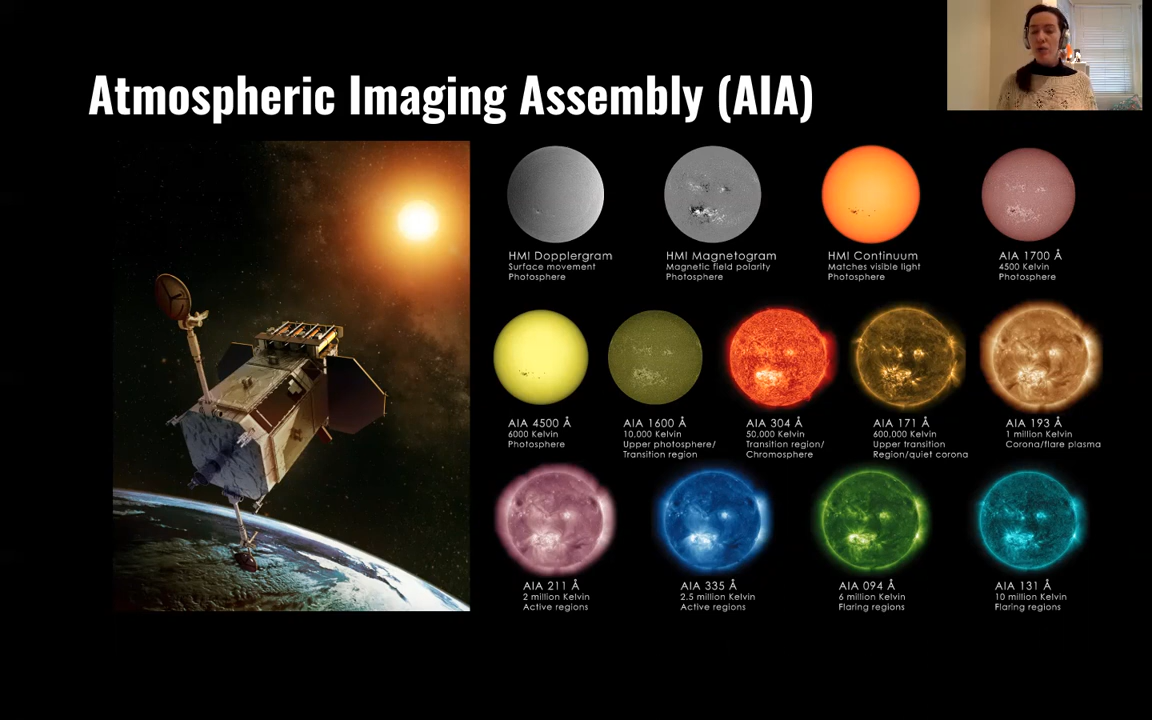 Atmospheric Imaging Assembly (AIA)
HMI Dopplergram
Surface movement
Photosphere
HMI Magnetogram
Magnetic field polarity
Photosphere
HMI Continuum
Matches visible light
Photosphere
AIA 1700 Å
4500 Kelvin
Photosphere
AIA 4500 Å
6000 Kelvin
Photosphere
AIA 1600 Å
10,000 Kelvin
Upper photosphere/
Transition region
AIA 304 Å
50,000 Kelvin
Transition region/
Chromosphere
AIA 171 Å
600,000 Kelvin
Upper transition
Region/quiet corona
AIA 193 Å
1 million Kelvin
Corona/flare plasma
AIA 211 Å
2 million Kelvin
Active regions
AIA 335 Å
2.5 million Kelvin
Active regions
AIA 094 Å
6 million Kelvin
Flaring regions
AIA 131 Å
10 million Kelvin
Flaring regions